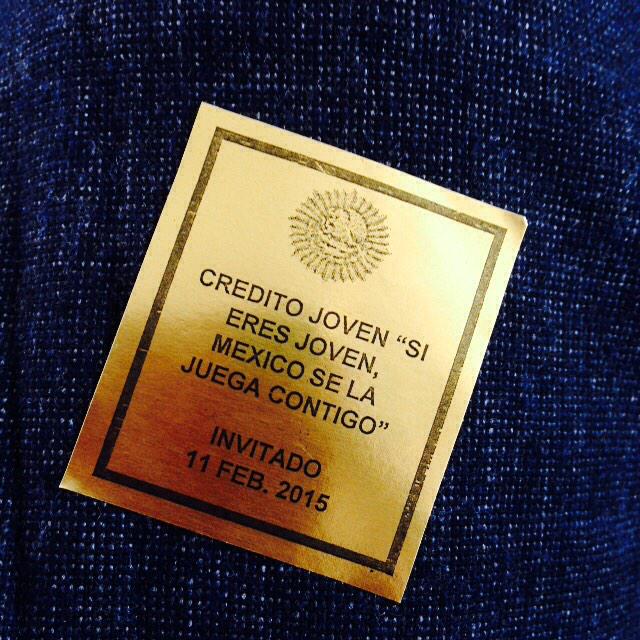 CREDITO JOVEN “SI
ERES JOVEN,
MEXICO SE LA
JUEGA CONTIGO”
INVITADO
11 FEB. 2015